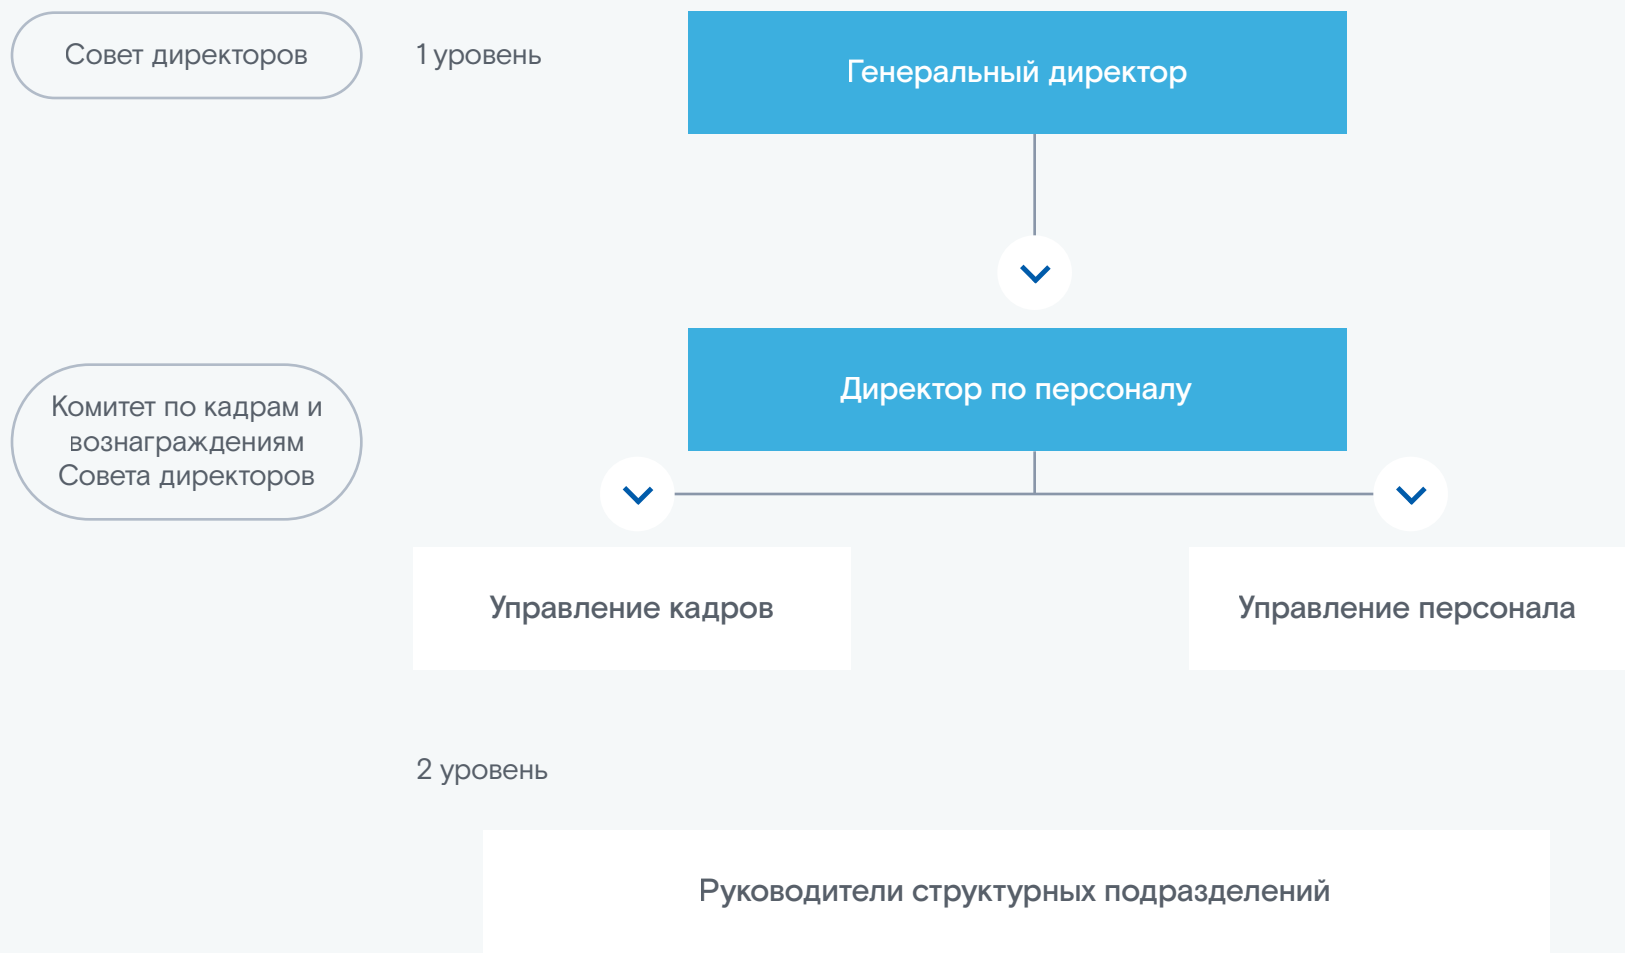 Совет директоров
1 уровень
Генеральный директор
Директор по персоналу
Комитет по кадрам и
вознаграждениям
Совета директоров
Управление кадров
Управление персонала
2 уровень
Руководители структурных подразделений